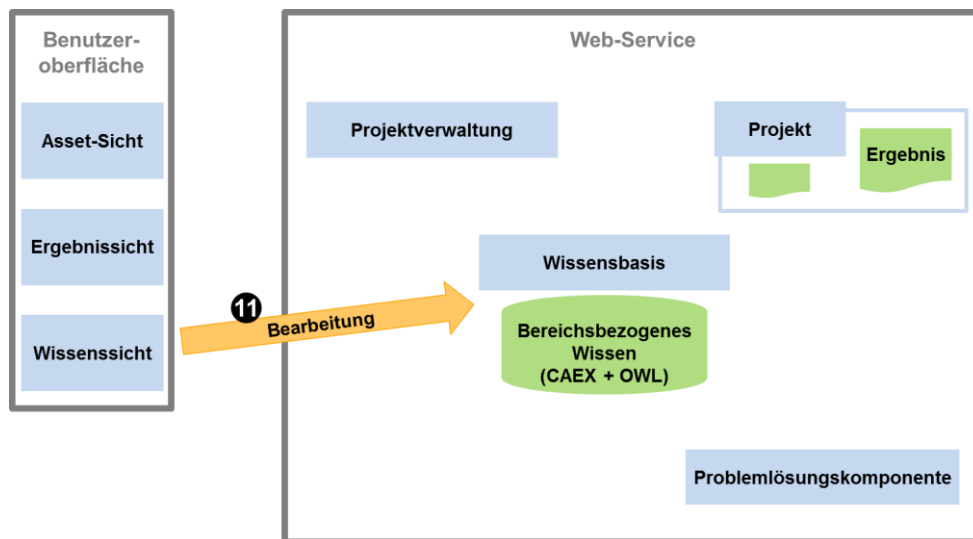 Benutzer-
oberfläche
Asset-Sicht
Ergebnissicht
Wissenssicht
11
Bearbeitung
Web-Service
Projektverwaltung
Projekt
Ergebnis
Wissensbasis
Bereichsbezogenes
Wissen
(CAEX + OWL)
Problemlösungskomponente